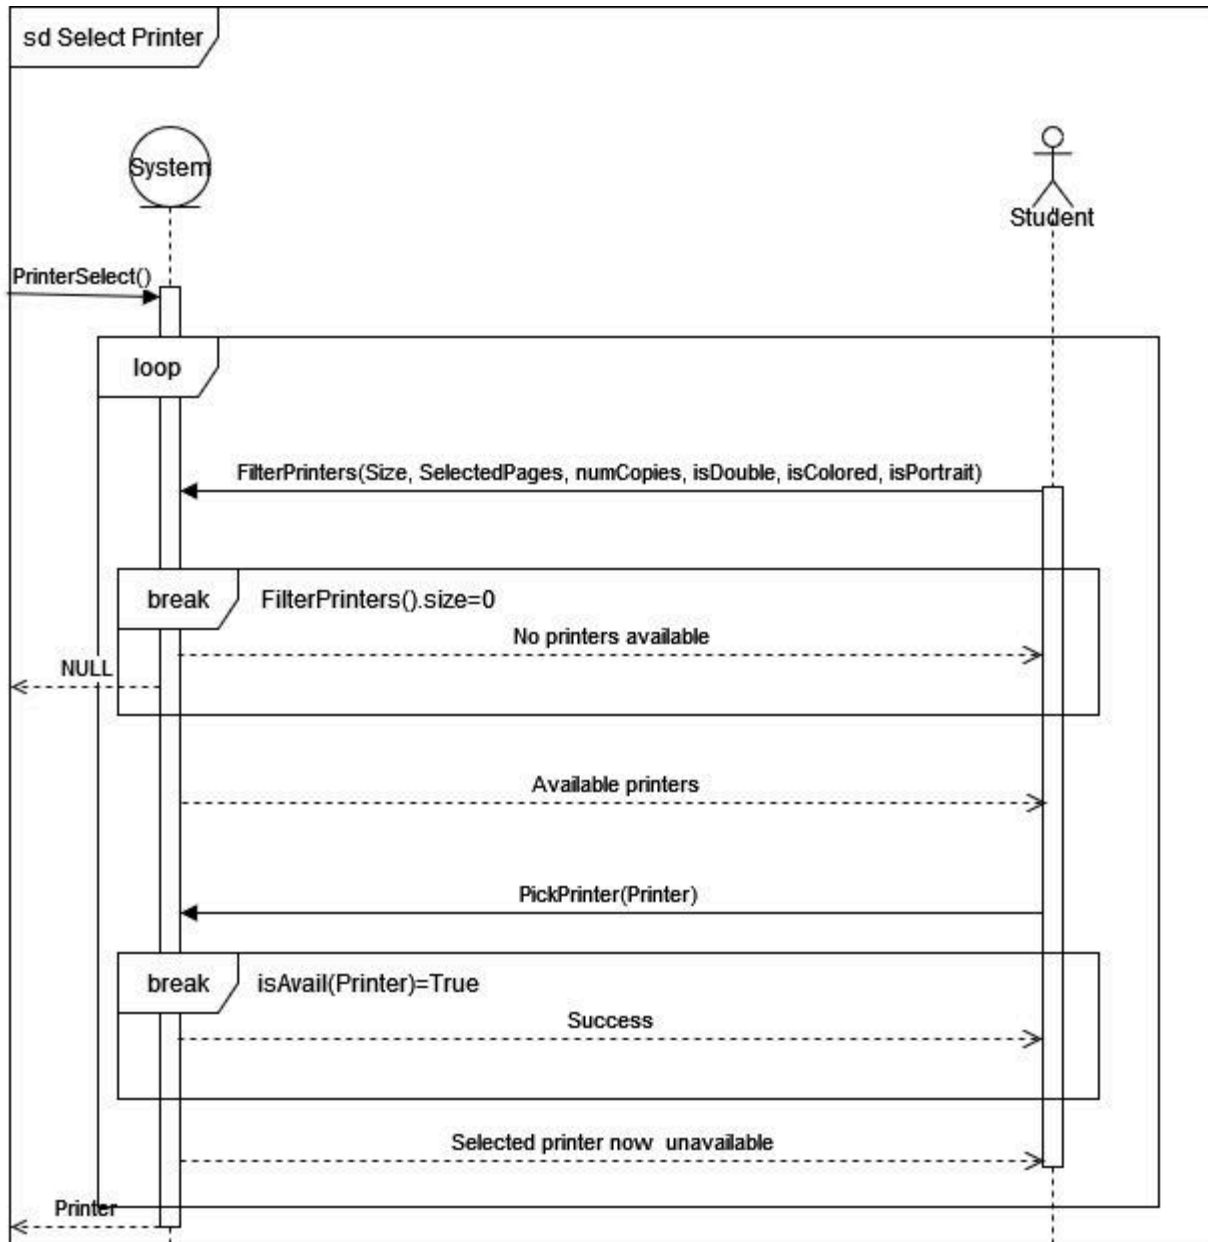 sd Select Printer
System
Student
PrinterSelect()
loop
FilterPrinters(Size, SelectedPages, numCopies, isDouble, isColored, isPortrait)
break FilterPrinters().size=0
No printers available
NULL
Available printers
PickPrinter(Printer)
break isAvail(Printer)=True
Success
Selected printer now unavailable
Printer